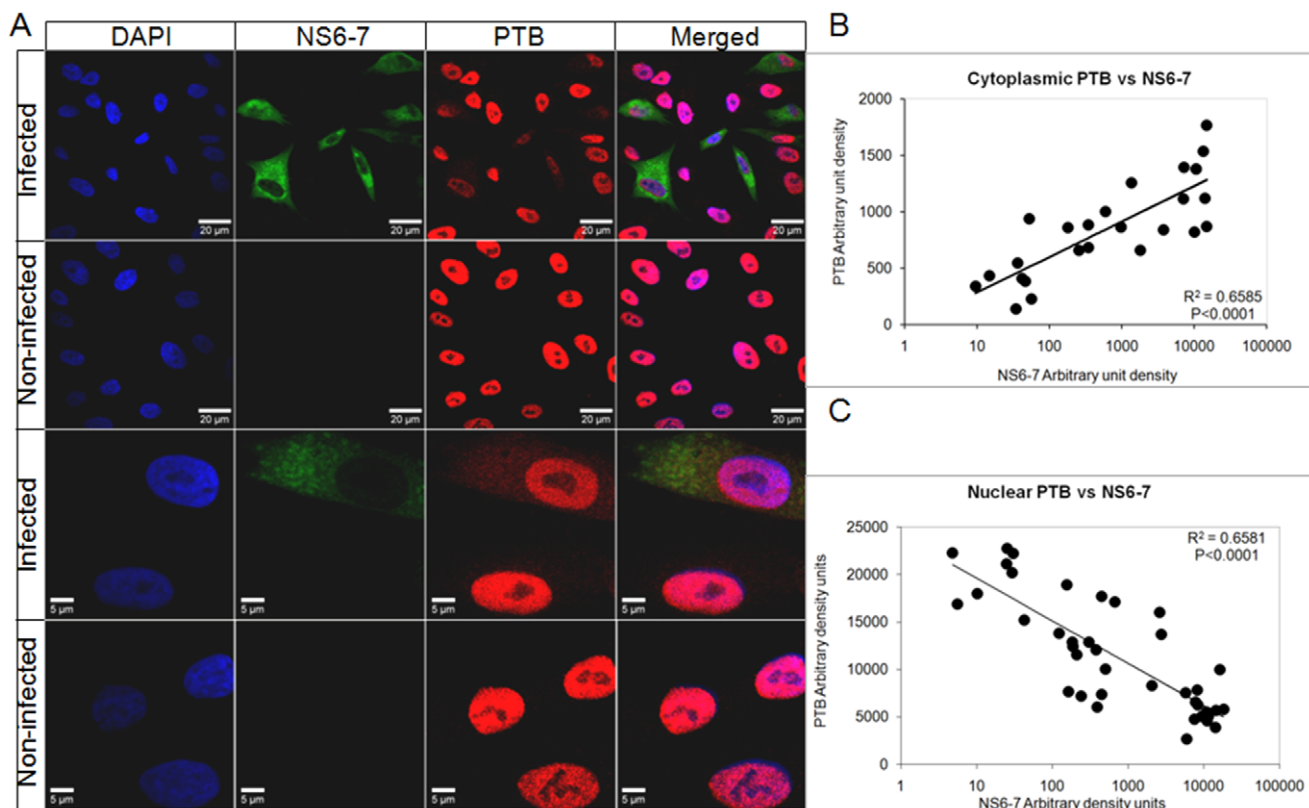 A
DAPI NS6-7 PTB Merged
Infected
20 µm 20 µm 20 µm 20 µm
Non-infected
20 µm 20 µm 20 µm 20 µm
Infected
5 µm 5 µm 5 µm 5 µm
Non-infected
5 µm 5 µm 5 µm 5 µm
B
Cytoplasmic PTB vs NS6-7
PTB Arbitrary unit density
2000
1500
1000
500
0
R² = 0.6585
P<0.0001
1 10 100 1000 10000 100000
NS6-7 Arbitrary unit density
C
Nuclear PTB vs NS6-7
PTB Arbitrary density units
25000
20000
15000
10000
5000
0
R² = 0.6581
P<0.0001
1 10 100 1000 10000 100000
NS6-7 Arbitrary density units